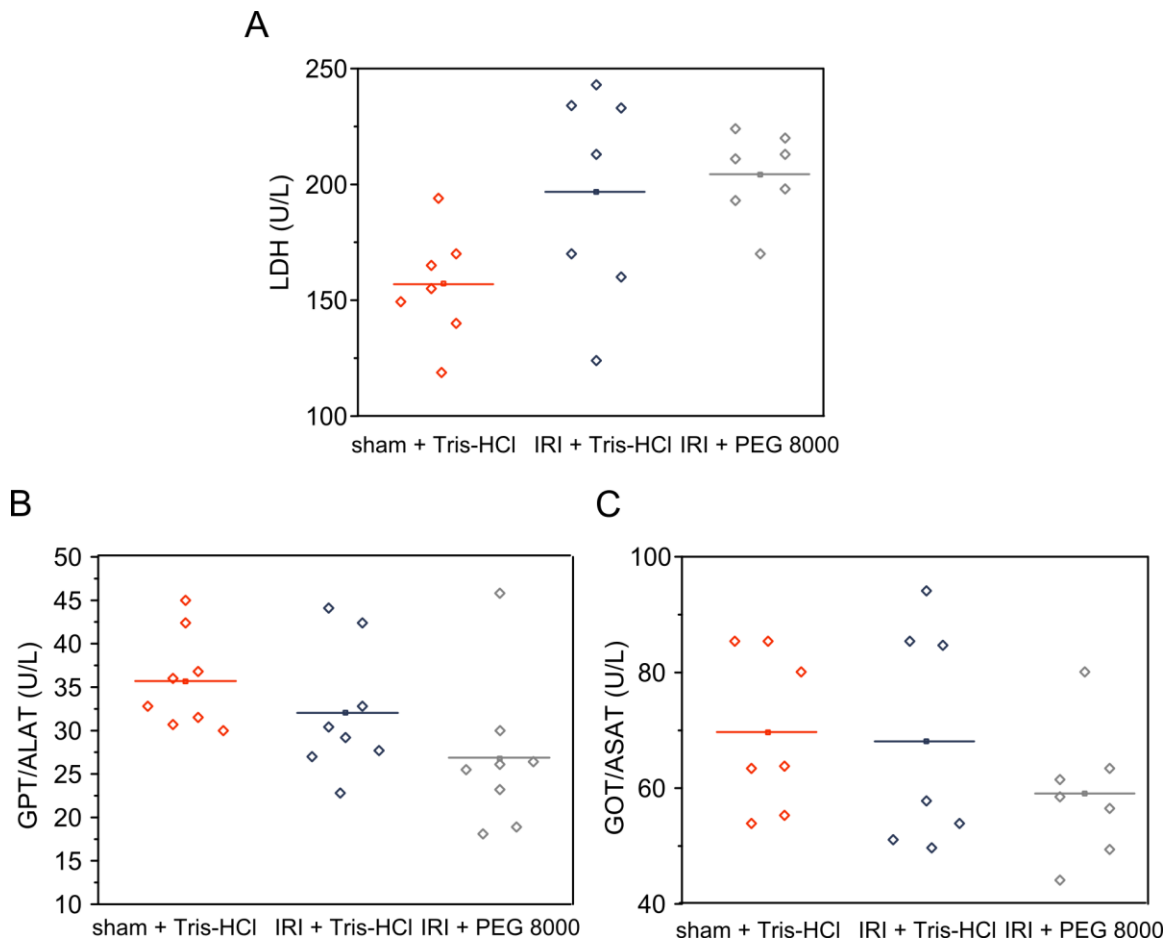 A
LDH (U/L)
250
200
150
100
sham + Tris-HCl IRI + Tris-HCl IRI + PEG 8000
B
GPT/ALAT (U/L)
50
45
40
35
30
25
20
15
10
sham + Tris-HCl IRI + Tris-HCl IRI + PEG 8000
C
GOT/ASAT (U/L)
100
80
60
40
sham + Tris-HCl IRI + Tris-HCl IRI + PEG 8000